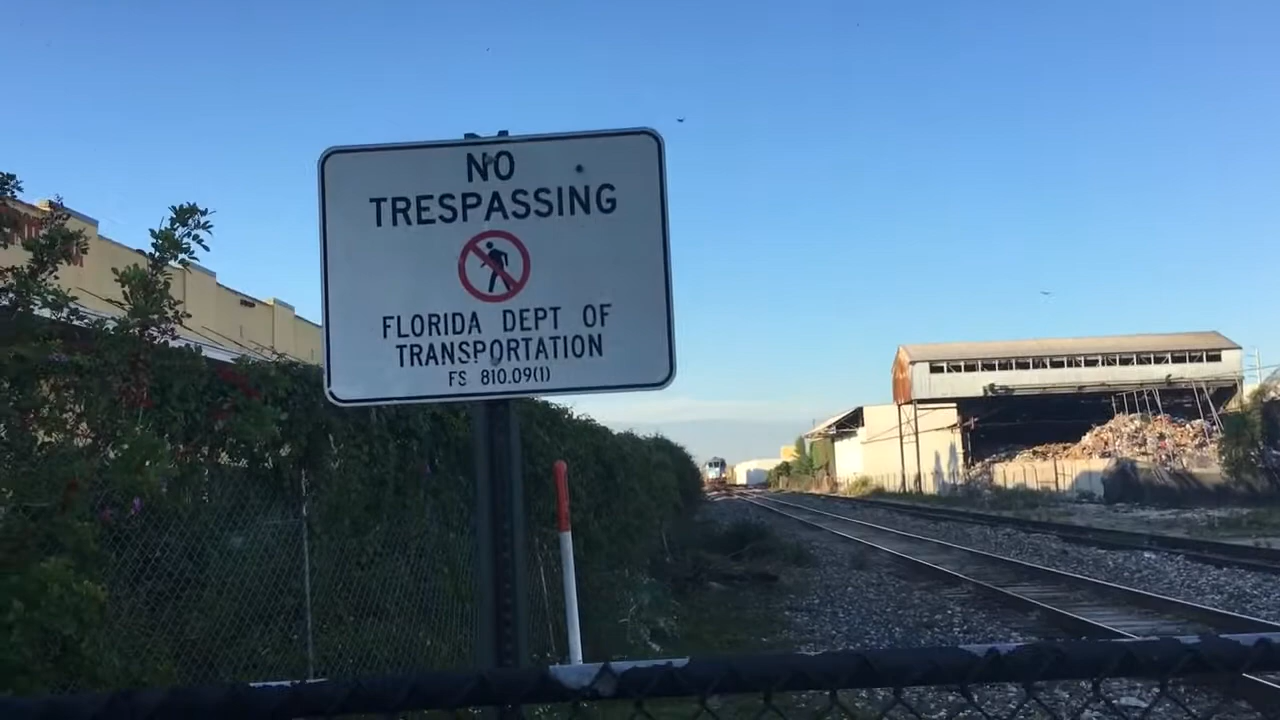 NO
TRESPASSING
FLORIDA DEPT OF
TRANSPORTATION
FS 810.09(1)